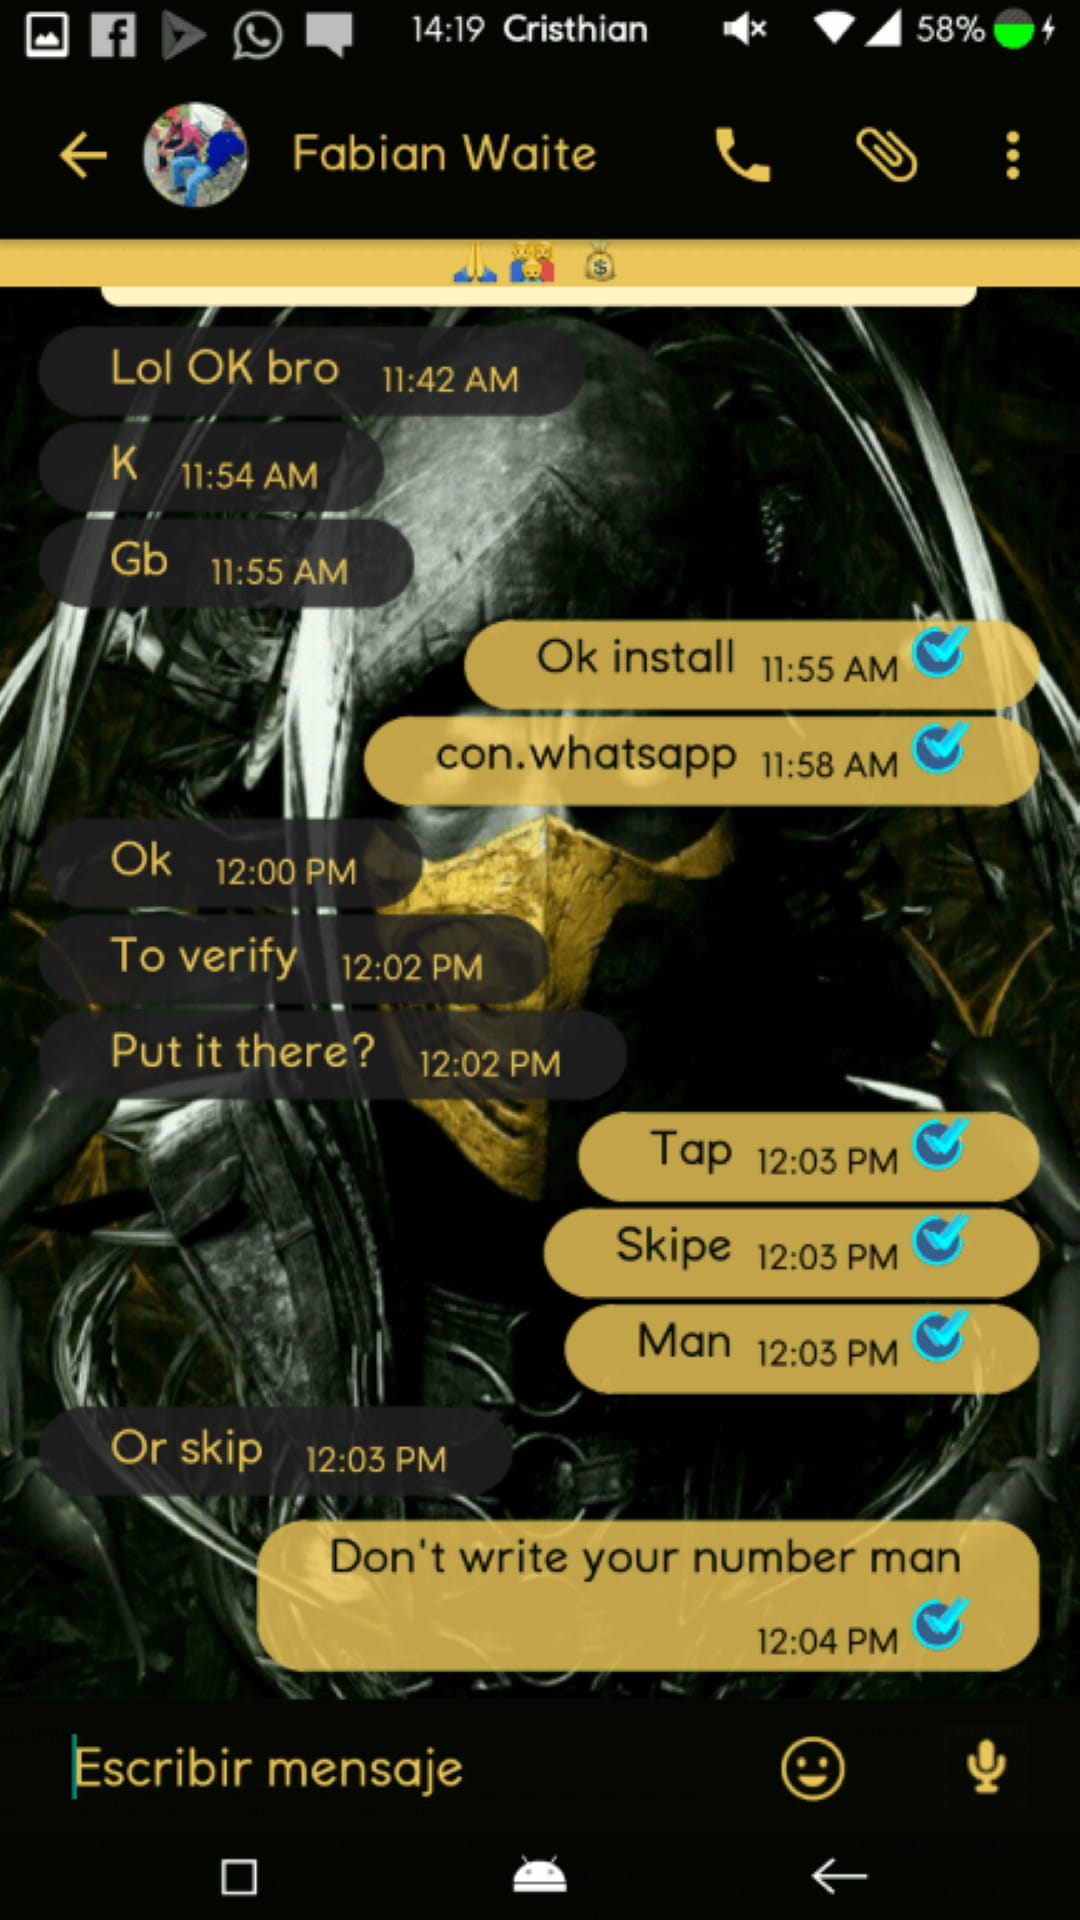 14:19 Cristhian 58%
Fabian Waite
Lol OK bro 11:42 AM
K 11:54 AM
Gb 11:55 AM
Ok install 11:55 AM
con.whatsapp 11:58 AM
Ok 12:00 PM
To verify 12:02 PM
Put it there? 12:02 PM
Tap 12:03 PM
Skipe 12:03 PM
Man 12:03 PM
Or skip 12:03 PM
Don't write your number man
12:04 PM
Escribir mensaje